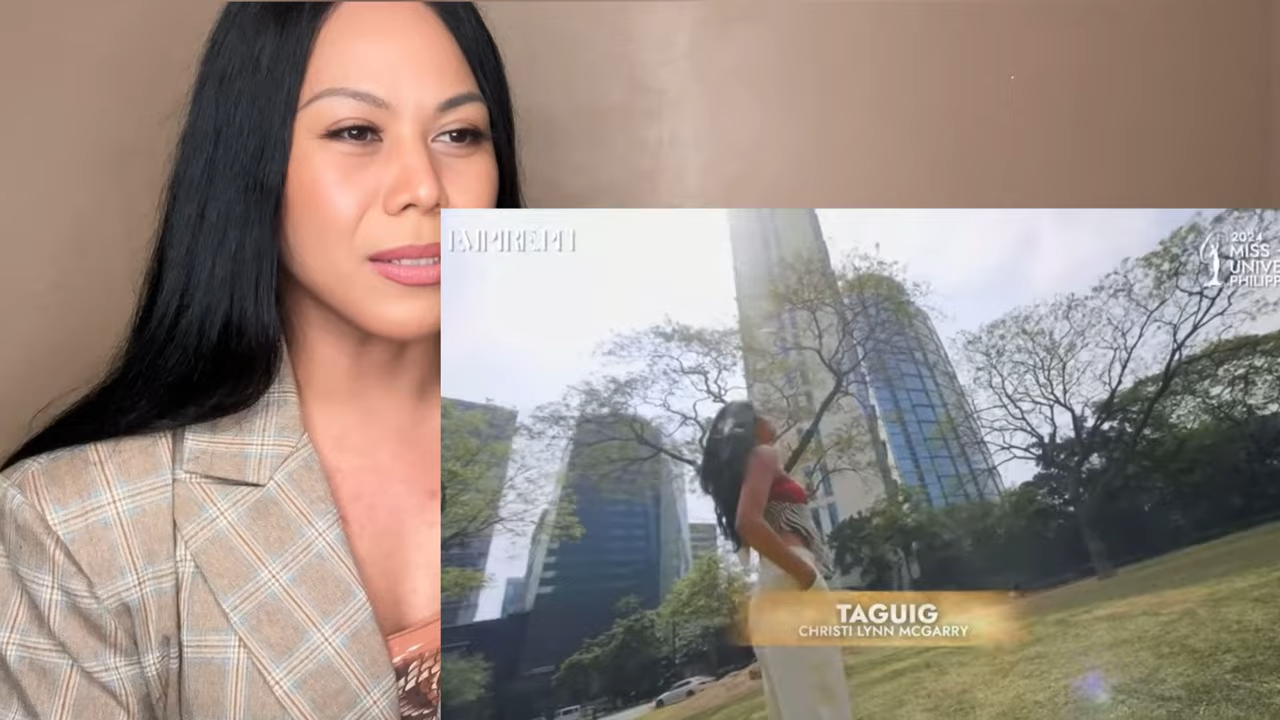 EMPIRE.PH
2024
MISS
UNIVE
PHILIPP
TAGUIG
CHRISTI LYNN MCGARRY